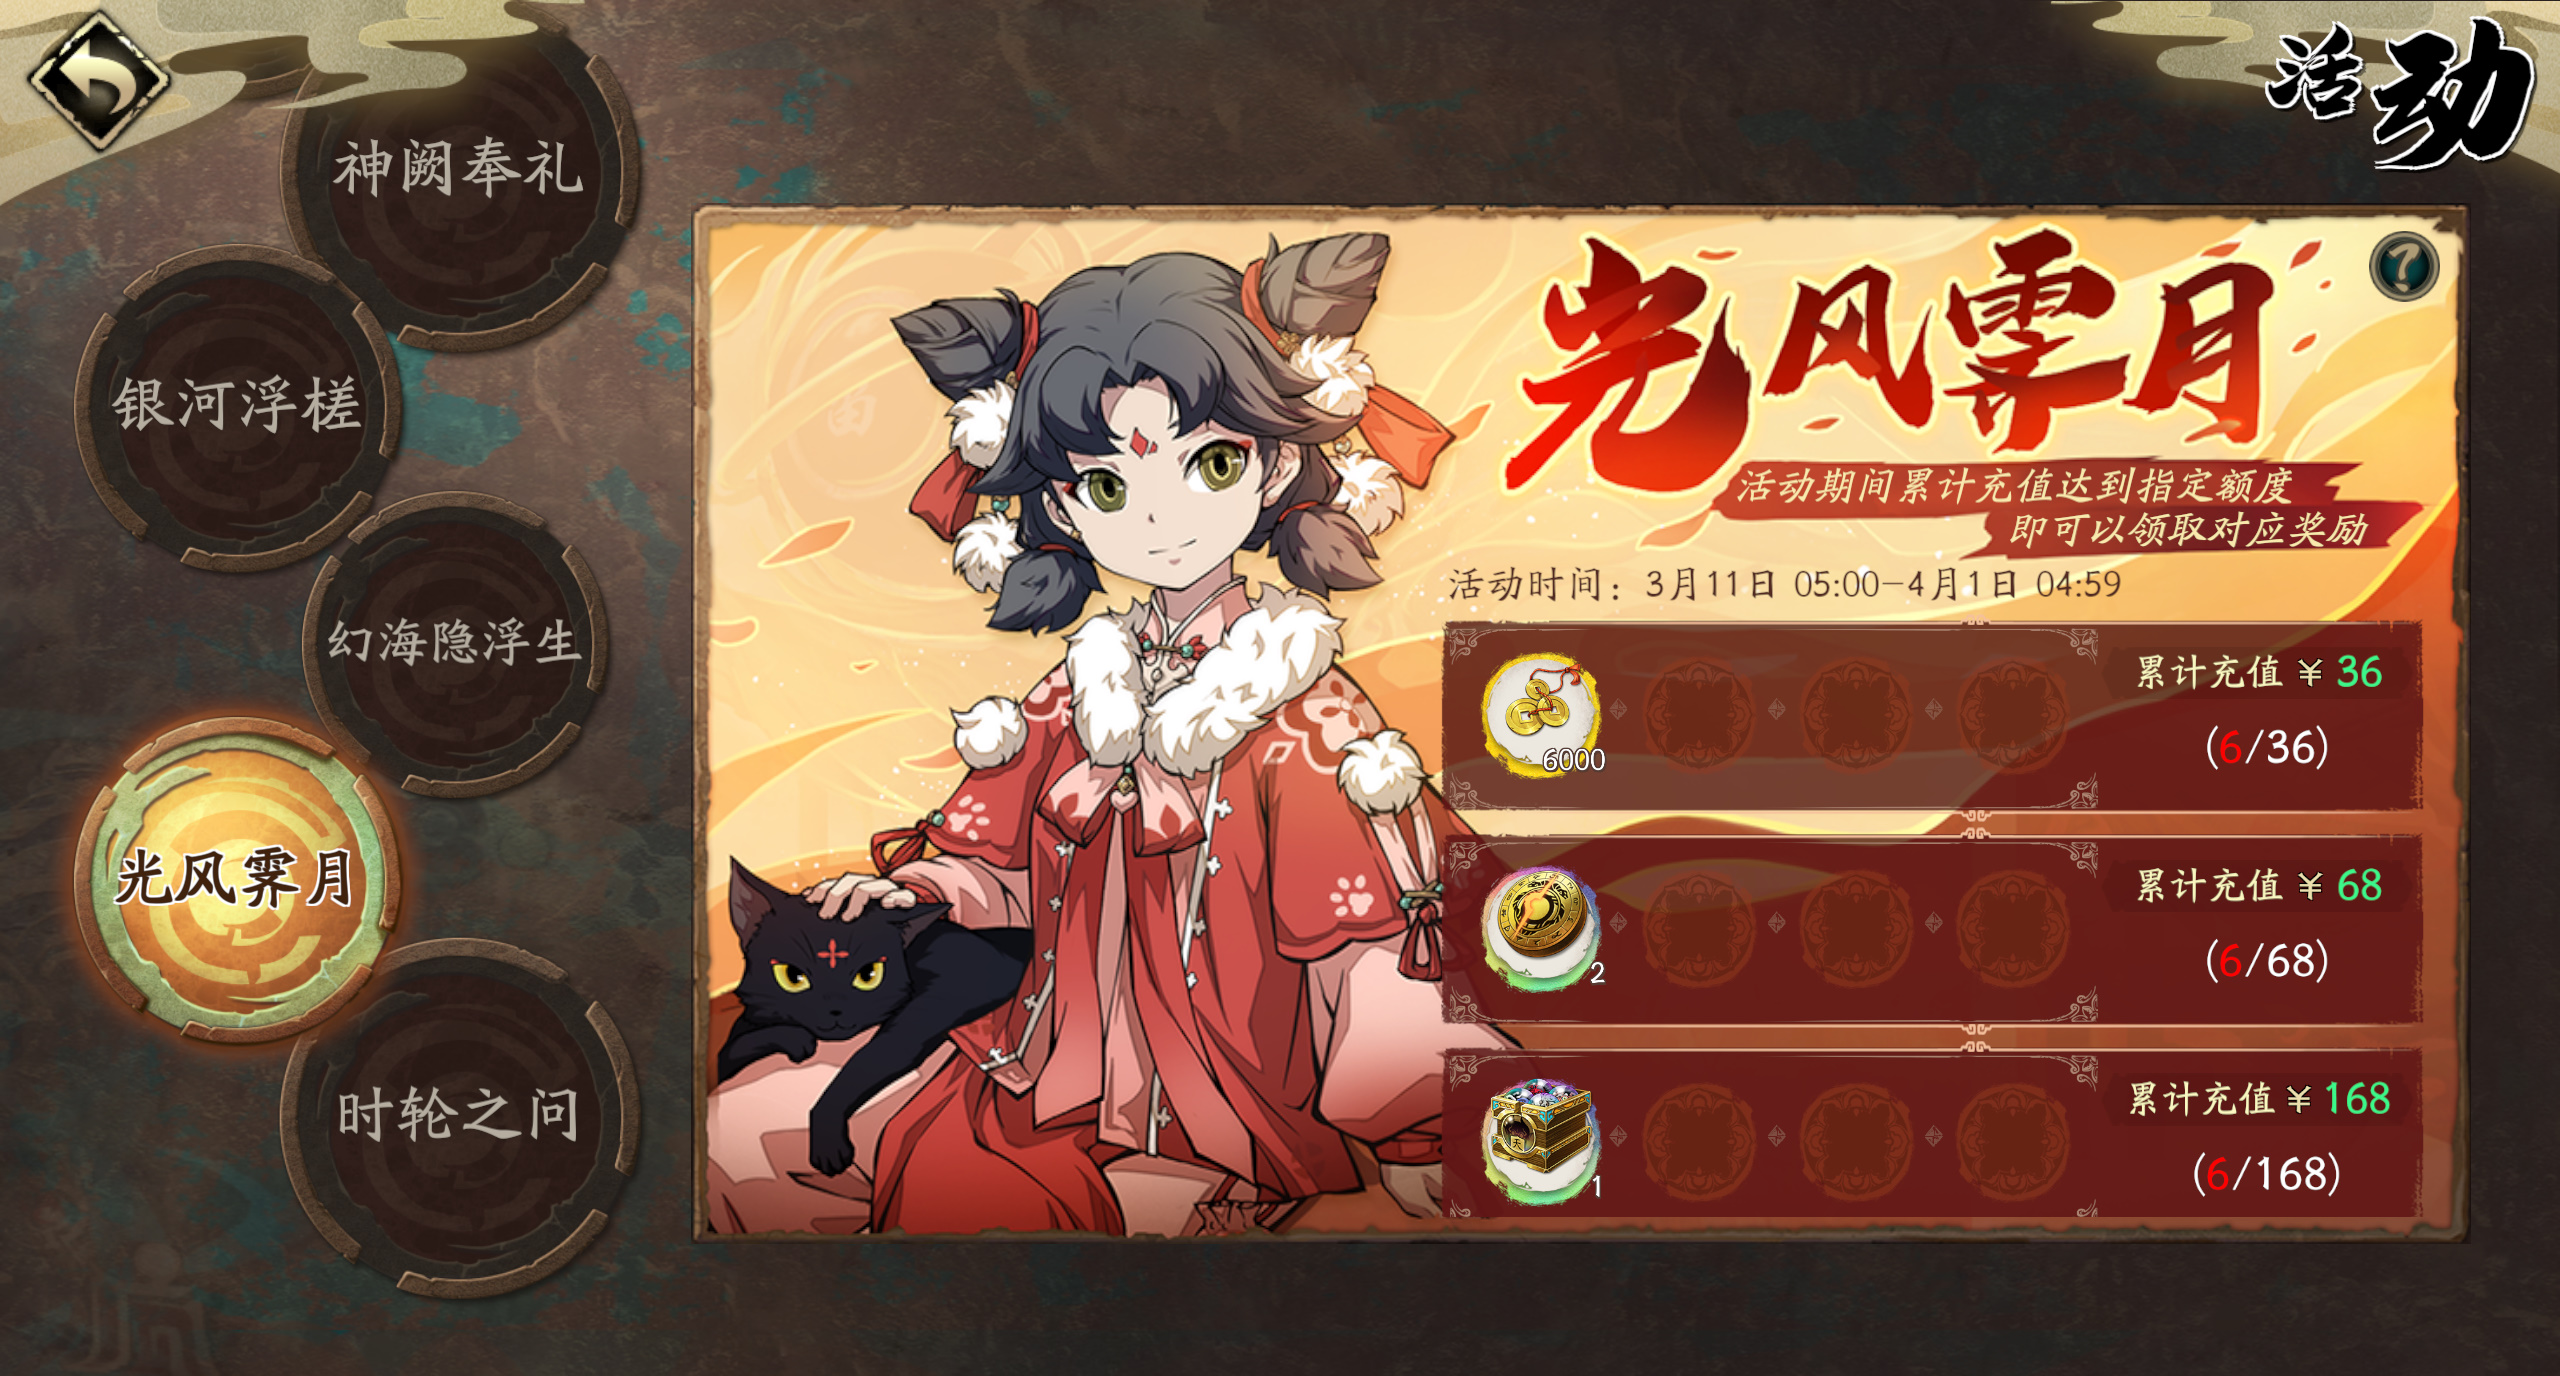 活动
神阙奉礼
银河浮槎
幻海隐浮生
光风霁月
时轮之问
光风霁月
?
活动期间累计充值达到指定额度
即可以领取对应奖励
活动时间：3月11日 05:00-4月1日 04:59
6000
累计充值 ¥ 36
(6/36)
2
累计充值 ¥ 68
(6/68)
天
1
累计充值 ¥ 168
(6/168)